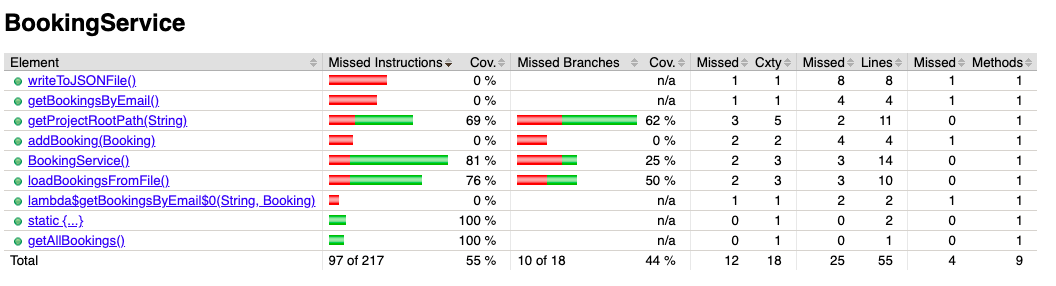 BookingService
Element Missed Instructions Cov. Missed Branches Cov. Missed Cxty Missed Lines Missed Methods
writeToJSONFile() 0 % n/a 1 1 8 8 1 1
getBookingsByEmail() 0 % n/a 1 1 4 4 1 1
getProjectRootPath(String) 69 % 62 % 3 5 2 11 0 1
addBooking(Booking) 0 % 0 % 2 2 4 4 1 1
BookingService() 81 % 25 % 2 3 3 14 0 1
loadBookingsFromFile() 76 % 50 % 2 3 3 10 0 1
lambda$getBookingsByEmail$0(String, Booking) 0 % n/a 1 1 2 2 1 1
static {...} 100 % n/a 0 1 0 2 0 1
getAllBookings() 100 % n/a 0 1 0 1 0 1
Total 97 of 217 55 % 10 of 18 44 % 12 18 25 55 4 9